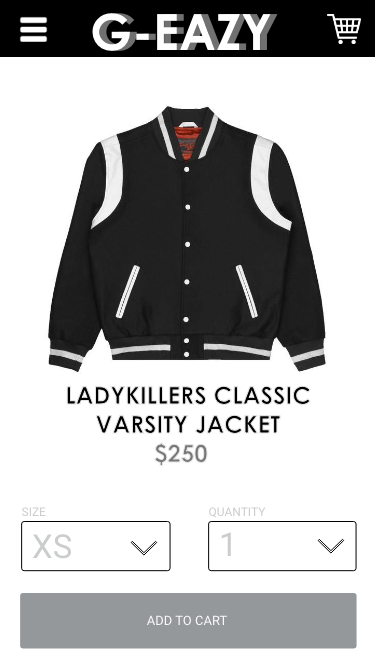 G-EAZY
LADYKILLERS CLASSIC
VARSITY JACKET
$250
SIZE
QUANTITY
XS
1
ADD TO CART